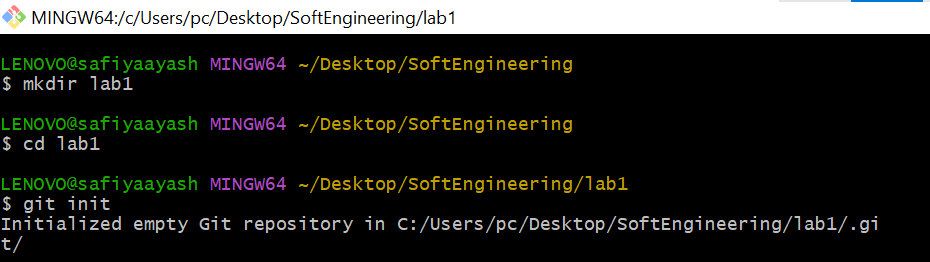 MINGW64:/c/Users/pc/Desktop/SoftEngineering/lab1
LENOVO@safiyaayash MINGW64 ~/Desktop/SoftEngineering
$ mkdir lab1
LENOVO@safiyaayash MINGW64 ~/Desktop/SoftEngineering
$ cd lab1
LENOVO@safiyaayash MINGW64 ~/Desktop/SoftEngineering/lab1
$ git init
Initialized empty Git repository in C:/Users/pc/Desktop/SoftEngineering/lab1/.gi
t/